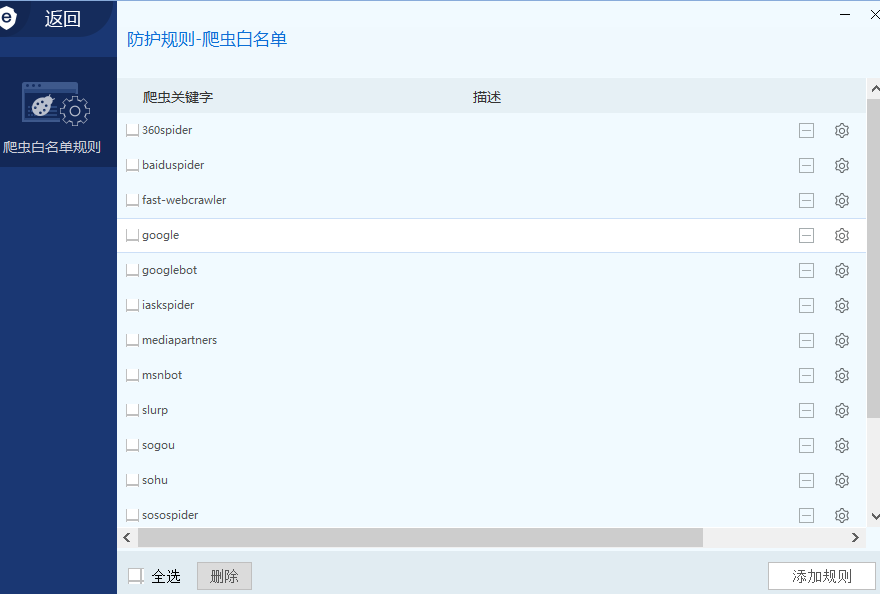 返回
防护规则-爬虫白名单
爬虫关键字 描述
爬虫白名单规则
360spider
baiduspider
fast-webcrawler
google
googlebot
iaskspider
mediapartners
msnbot
slurp
sogou
sohu
sosospider
全选 删除 添加规则